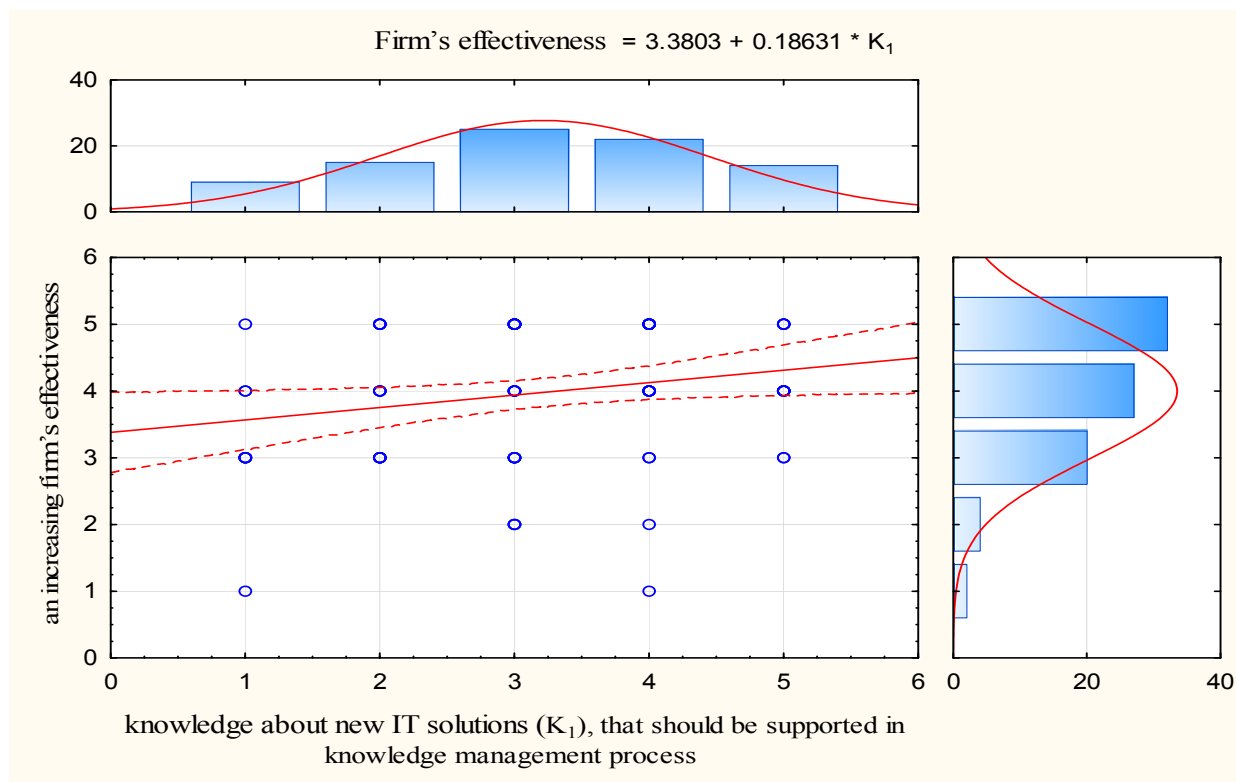 Firm's effectiveness = 3.3803 + 0.18631 * K₁
40
20
0
6
5
4
3
2
1
0
an increasing firm's effectiveness
0 1 2 3 4 5 6
0 20 40
knowledge about new IT solutions (K₁), that should be supported in
knowledge management process